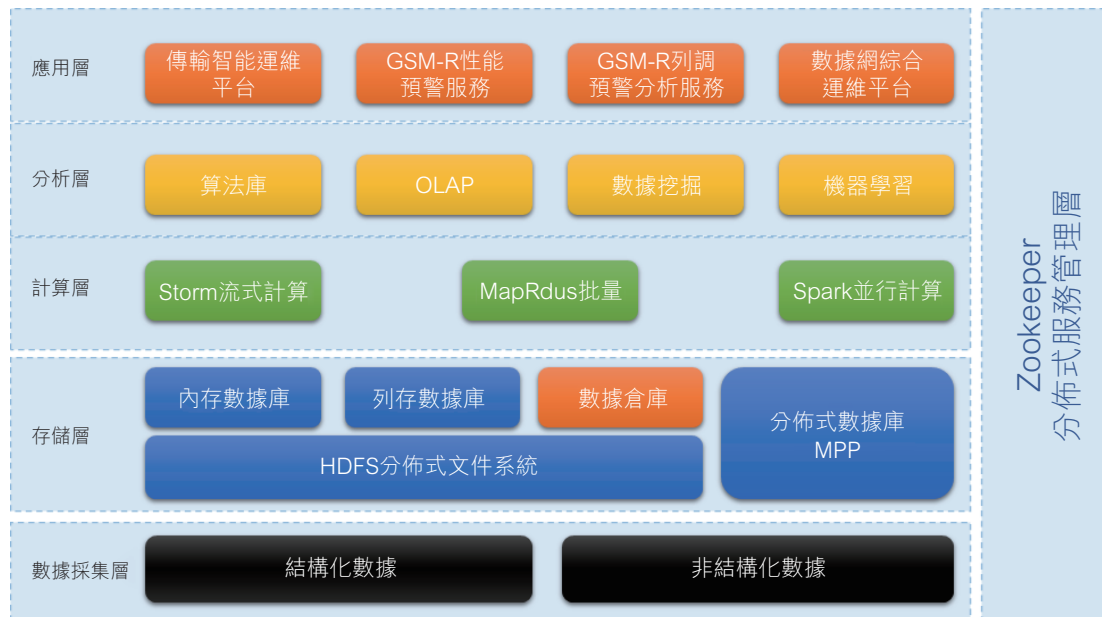 應用層
傳輸智能運維
平台
GSM-R性能
預警服務
GSM-R列調
預警分析服務
數據網綜合
運維平台
分析層
算法庫
OLAP
數據挖掘
機器學習
計算層
Storm流式計算
MapRdus批量
Spark並行計算
存儲層
內存數據庫
列存數據庫
數據倉庫
分佈式數據庫
MPP
HDFS分佈式文件系統
數據採集層
結構化數據
非結構化數據
Zookeeper
分佈式服務管理層